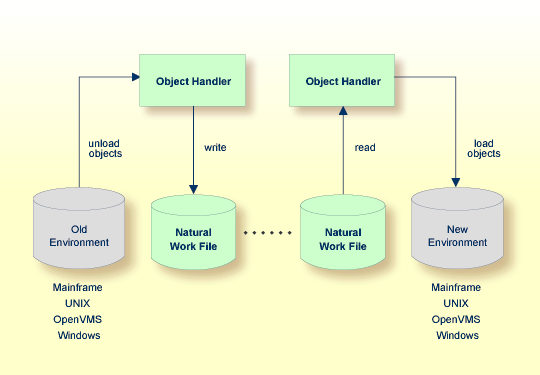 Object Handler
Object Handler
unload
objects
write
read
load
objects
Old
Environment
Natural
Work File
Natural
Work File
New
Environment
Mainframe
UNIX
OpenVMS
Windows
Mainframe
UNIX
OpenVMS
Windows